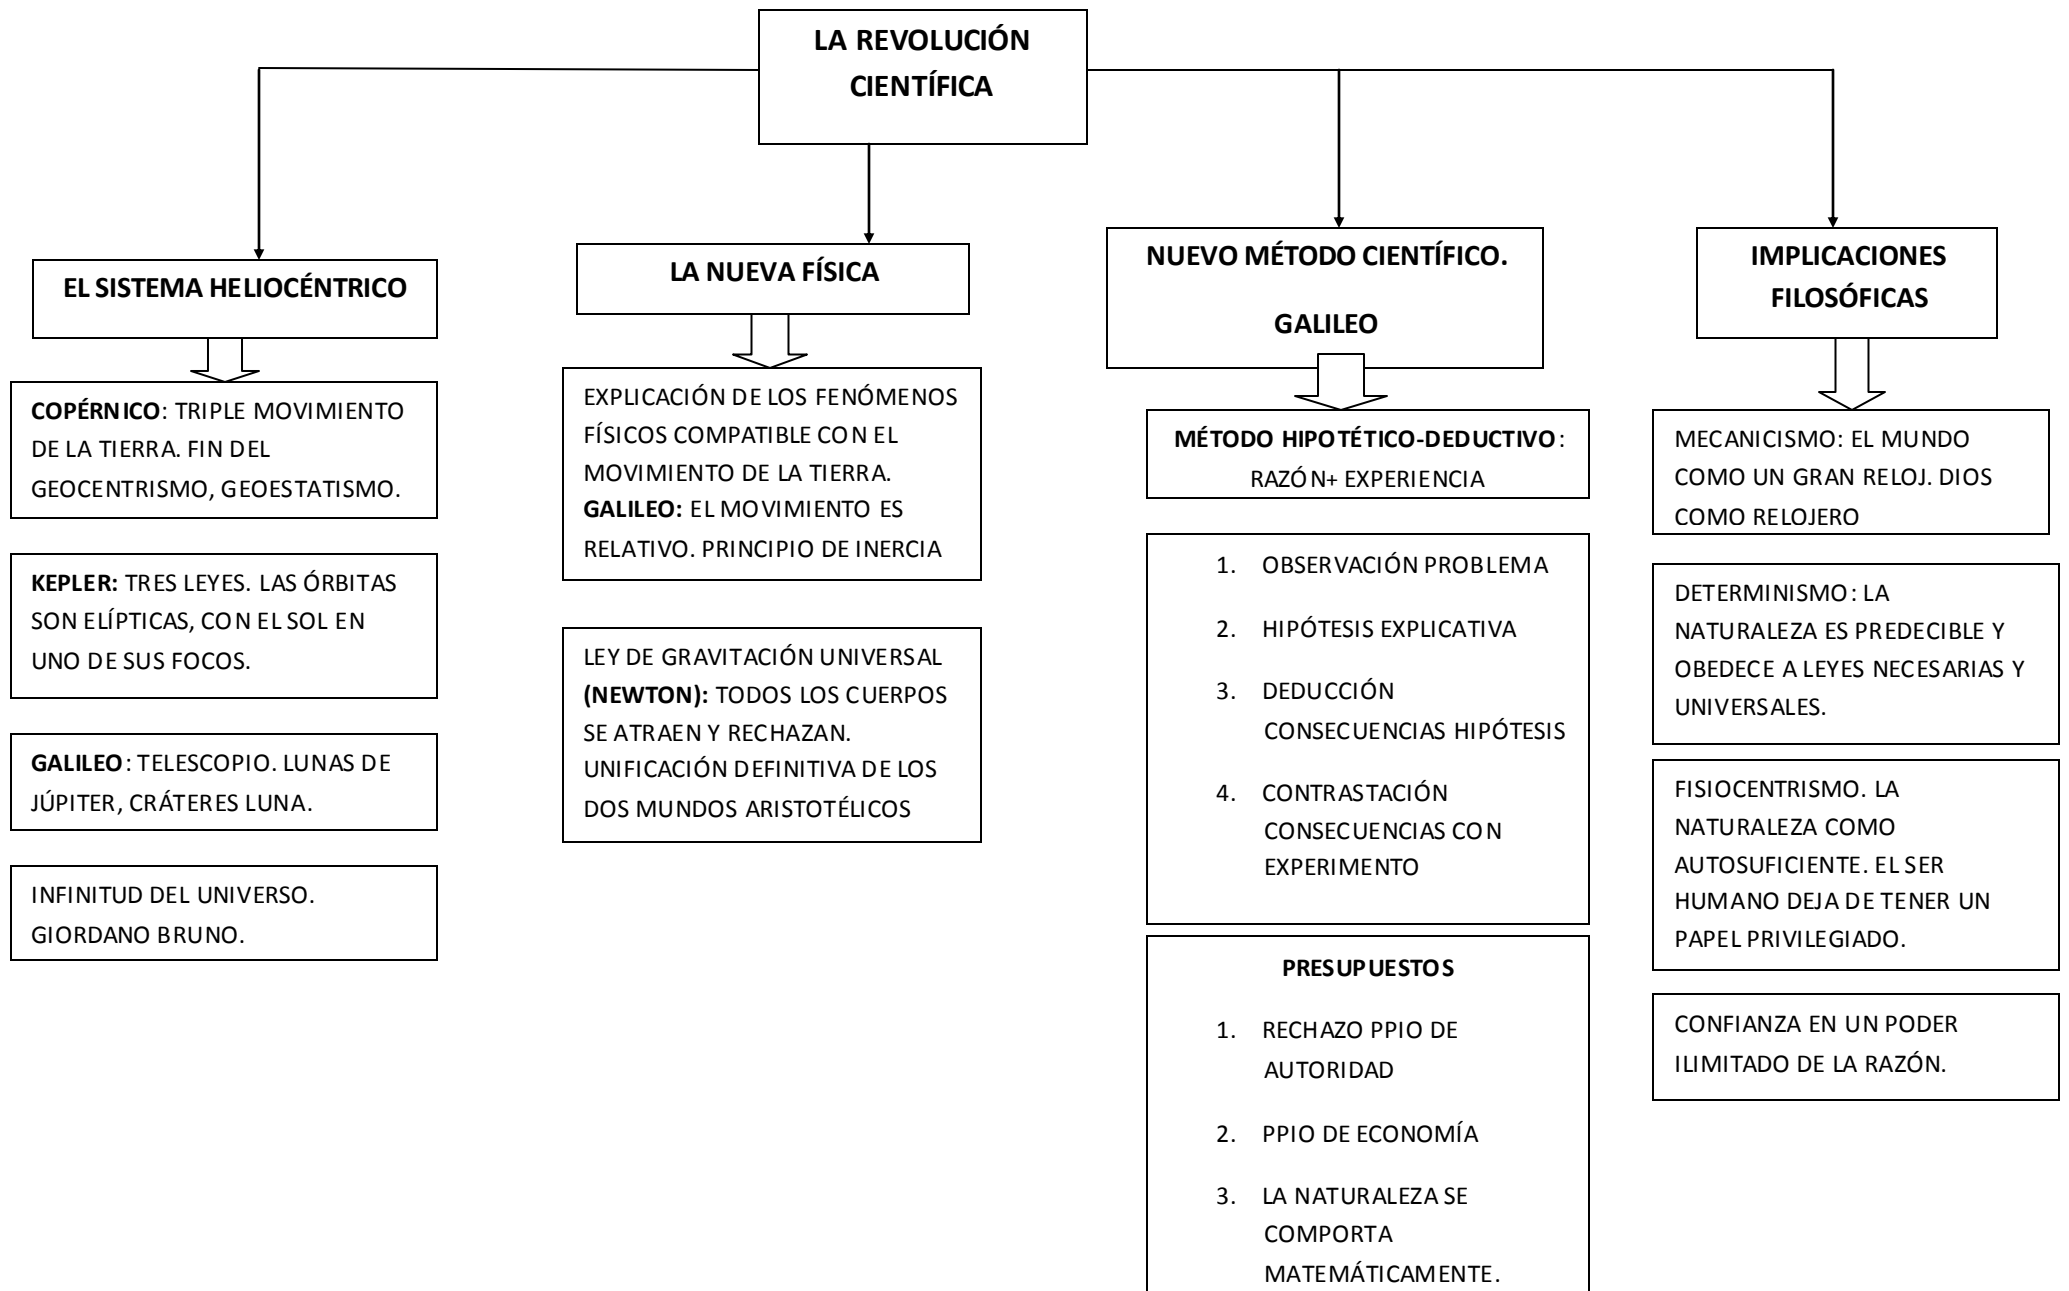 LA REVOLUCIÓN
CIENTÍFICA
EL SISTEMA HELIOCÉNTRICO
COPÉRNICO: TRIPLE MOVIMIENTO
DE LA TIERRA. FIN DEL
GEOCENTRISMO, GEOESTATISMO.
KEPLER: TRES LEYES. LAS ÓRBITAS
SON ELÍPTICAS, CON EL SOL EN
UNO DE SUS FOCOS.
GALILEO: TELESCOPIO. LUNAS DE
JÚPITER, CRÁTERES LUNA.
INFINITUD DEL UNIVERSO.
GIORDANO BRUNO.
LA NUEVA FÍSICA
EXPLICACIÓN DE LOS FENÓMENOS
FÍSICOS COMPATIBLE CON EL
MOVIMIENTO DE LA TIERRA.
GALILEO: EL MOVIMIENTO ES
RELATIVO. PRINCIPIO DE INERCIA
LEY DE GRAVITACIÓN UNIVERSAL
(NEWTON): TODOS LOS CUERPOS
SE ATRAEN Y RECHAZAN.
UNIFICACIÓN DEFINITIVA DE LOS
DOS MUNDOS ARISTOTÉLICOS
NUEVO MÉTODO CIENTÍFICO.
GALILEO
MÉTODO HIPOTÉTICO-DEDUCTIVO:
RAZÓN+ EXPERIENCIA
1. OBSERVACIÓN PROBLEMA
2. HIPÓTESIS EXPLICATIVA
3. DEDUCCIÓN
CONSECUENCIAS HIPÓTESIS
4. CONTRASTACIÓN
CONSECUENCIAS CON
EXPERIMENTO
PRESUPUESTOS
1. RECHAZO PPIO DE
AUTORIDAD
2. PPIO DE ECONOMÍA
3. LA NATURALEZA SE
COMPORTA
MATEMÁTICAMENTE.
IMPLICACIONES
FILOSÓFICAS
MECANICISMO: EL MUNDO
COMO UN GRAN RELOJ. DIOS
COMO RELOJERO
DETERMINISMO: LA
NATURALEZA ES PREDECIBLE Y
OBEDECE A LEYES NECESARIAS Y
UNIVERSALES.
FISIOCENTRISMO. LA
NATURALEZA COMO
AUTOSUFICIENTE. EL SER
HUMANO DEJA DE TENER UN
PAPEL PRIVILEGIADO.
CONFIANZA EN UN PODER
ILIMITADO DE LA RAZÓN.